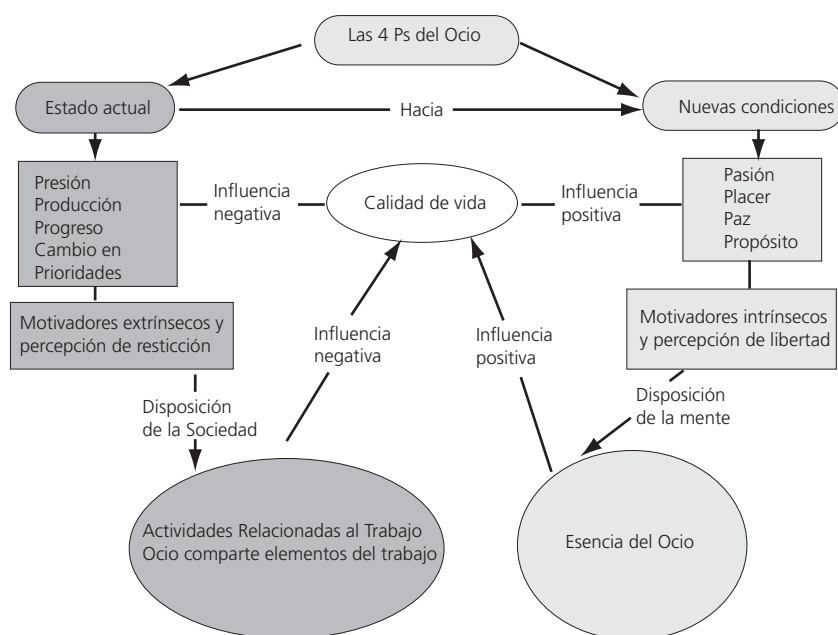 Las 4 Ps del Ocio
Estado actual
Hacia
Nuevas condiciones
Presión
Producción
Progreso
Cambio en
Prioridades
Influencia
negativa
Calidad de vida
Influencia
positiva
Pasión
Placer
Paz
Propósito
Motivadores extrínsecos y
percepción de resticción
Influencia
negativa
Influencia
positiva
Motivadores intrínsecos
y percepción de libertad
Disposición
de la Sociedad
Disposición
de la mente
Actividades Relacionadas al Trabajo
Ocio comparte elementos del trabajo
Esencia del Ocio